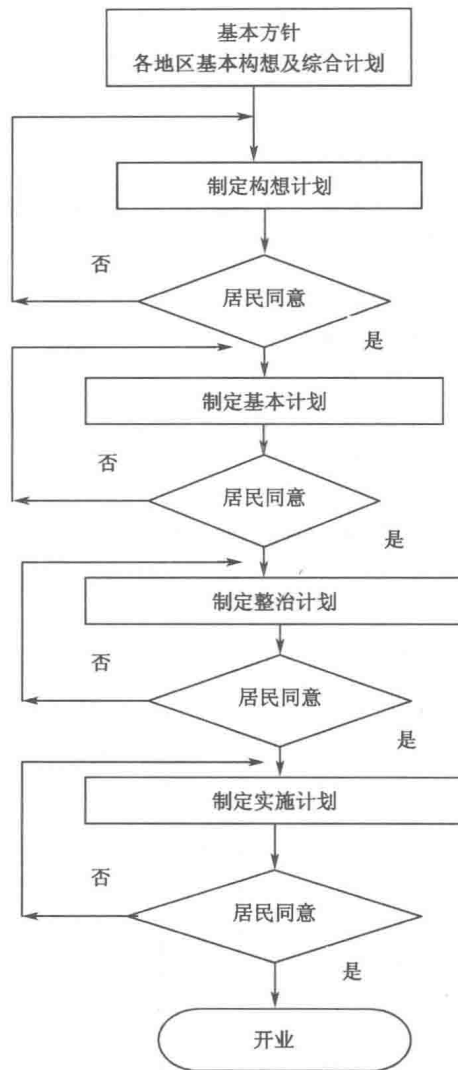 基本方针
各地区基本构想及综合计划
制定构想计划
否
居民同意
是
制定基本计划
否
居民同意
是
制定整治计划
否
居民同意
是
制定实施计划
否
居民同意
是
开业